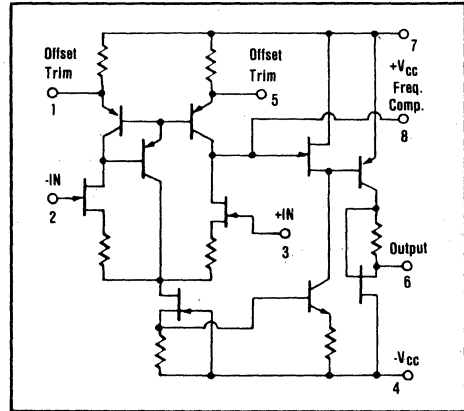 Offset
Trim
1
Offset
Trim
5
7
+Vcc
Freq.
Comp.
8
-IN
2
+IN
3
Output
6
-Vcc
4